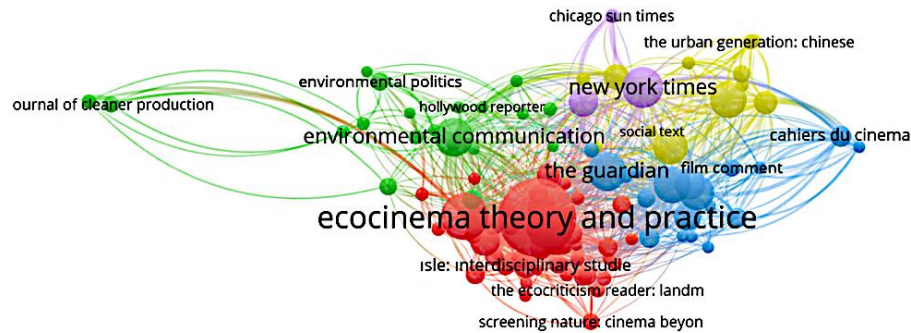 chicago sun times
the urban generation: chinese
environmental politics
new york times
ournal of cleaner production
hollywood reporter
environmental communication
social text
cahiers du cinema
the guardian
film comment
ecocinema theory and practice
isle: interdisciplinary studie
the ecocriticism reader: landm
screening nature: cinema beyon